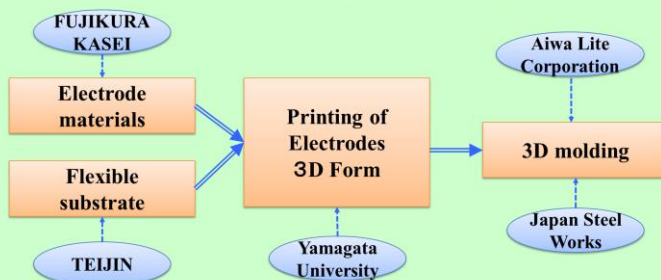 FUJIKURA
KASEI
Electrode
materials
Flexible
substrate
TEIJIN
Printing of
Electrodes
3D Form
Yamagata
University
Aiwa Lite
Corporation
3D molding
Japan Steel
Works